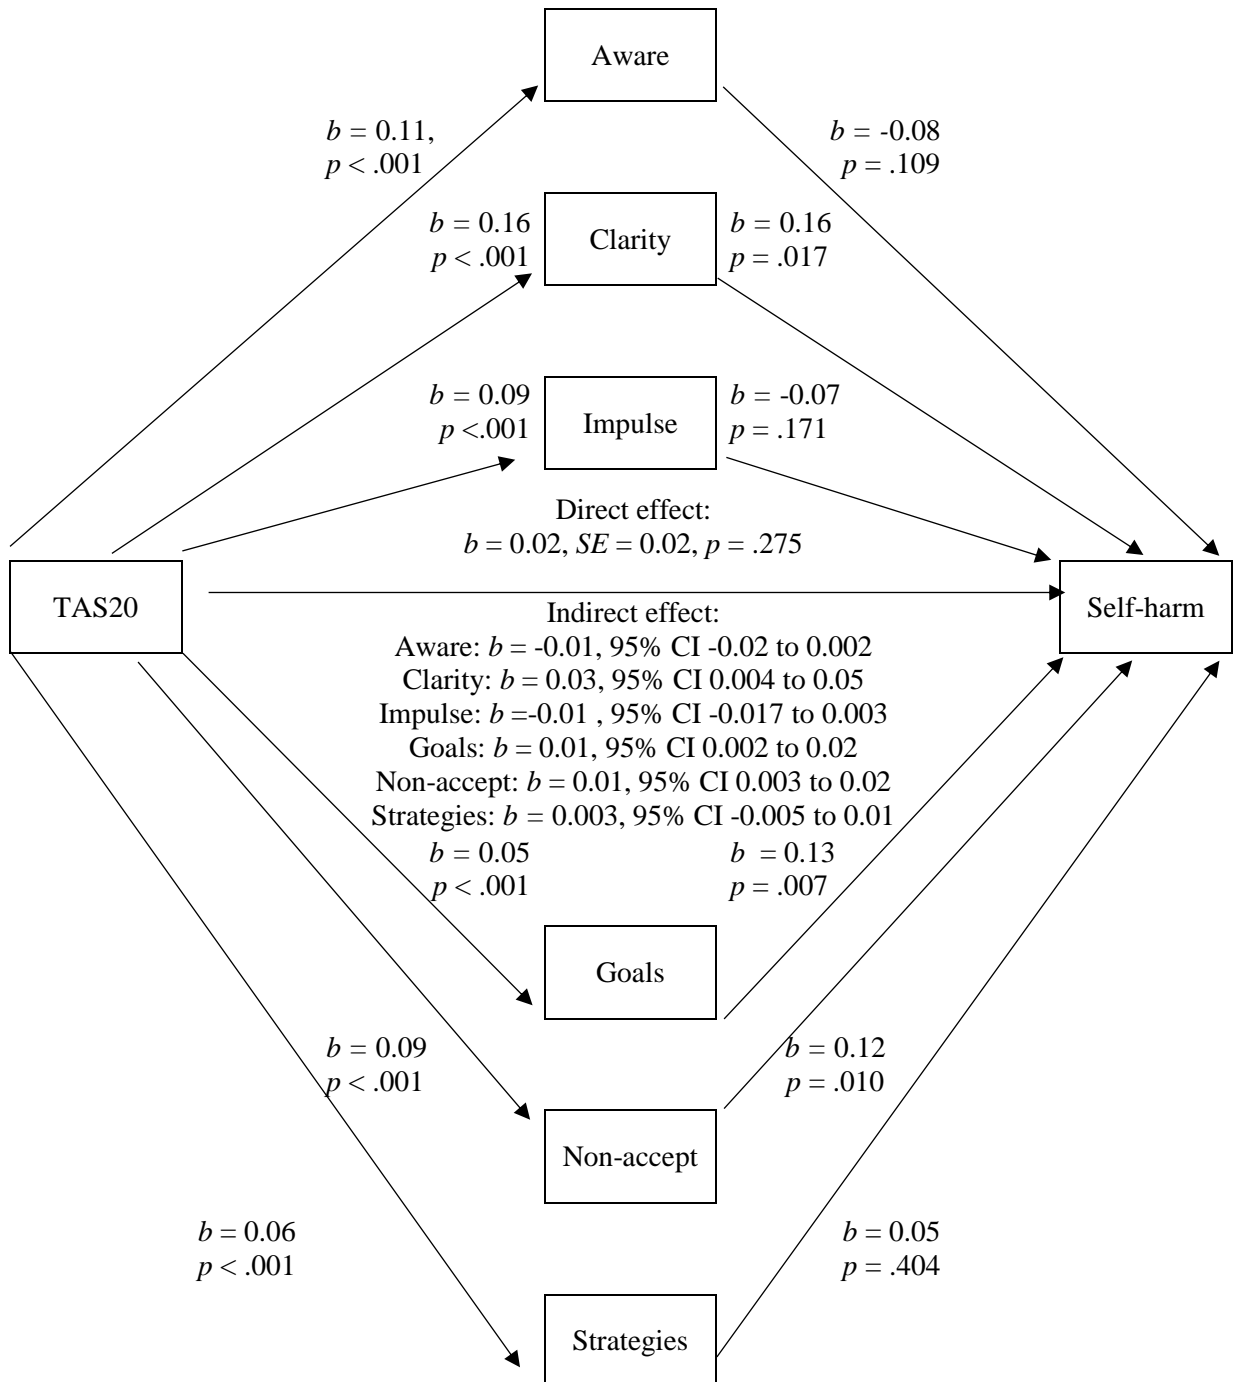 Aware
b = 0.11,
p < .001
b = -0.08
p = .109
b = 0.16
p < .001
Clarity
b = 0.16
p = .017
b = 0.09
p <.001
Impulse
b = -0.07
p = .171
Direct effect:
b = 0.02, SE = 0.02, p = .275
TAS20
Self-harm
Indirect effect:
Aware: b = -0.01, 95% CI -0.02 to 0.002
Clarity: b = 0.03, 95% CI 0.004 to 0.05
Impulse: b =-0.01 , 95% CI -0.017 to 0.003
Goals: b = 0.01, 95% CI 0.002 to 0.02
Non-accept: b = 0.01, 95% CI 0.003 to 0.02
Strategies: b = 0.003, 95% CI -0.005 to 0.01
b = 0.05
p < .001
b = 0.13
p = .007
Goals
b = 0.09
p < .001
b = 0.12
p = .010
Non-accept
b = 0.06
p < .001
b = 0.05
p = .404
Strategies